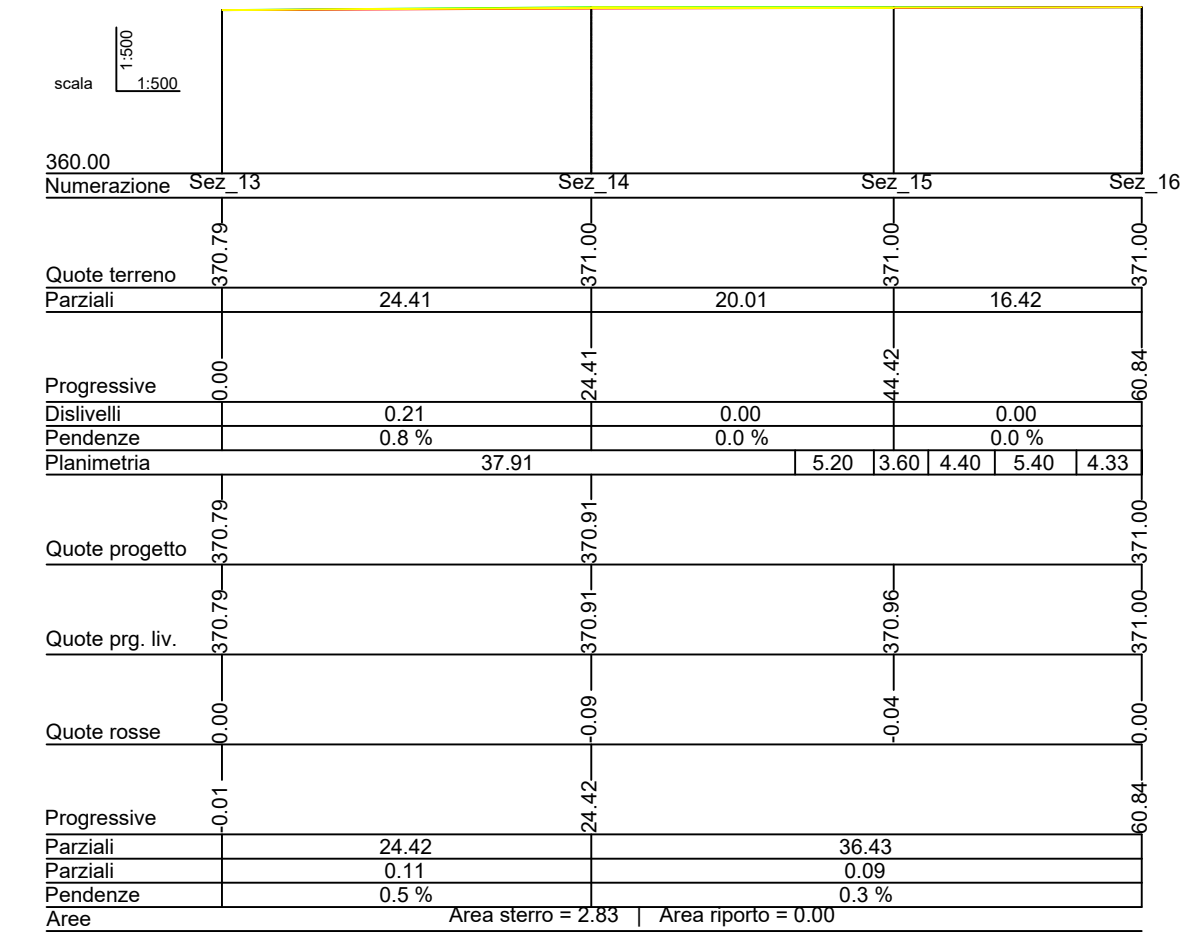 1:500
scala 1:500
360.00
Numerazione Sez_13 Sez_14 Sez_15 Sez_16
Quote terreno 370.79 371.00 371.00 371.00
Parziali 24.41 20.01 16.42
Progressive 0.00 24.41 44.42 60.84
Dislivelli 0.21 0.00 0.00
Pendenze 0.8 % 0.0 % 0.0 %
Planimetria 37.91 5.20 3.60 4.40 5.40 4.33
Quote progetto 370.79 370.91 371.00
Quote prg. liv. 370.79 370.91 370.96 371.00
Quote rosse 0.00 -0.09 -0.04 0.00
Progressive -0.01 24.42 60.84
Parziali 24.42 36.43
Parziali 0.11 0.09
Pendenze 0.5 % 0.3 %
Aree Area sterro = 2.83 | Area riporto = 0.00